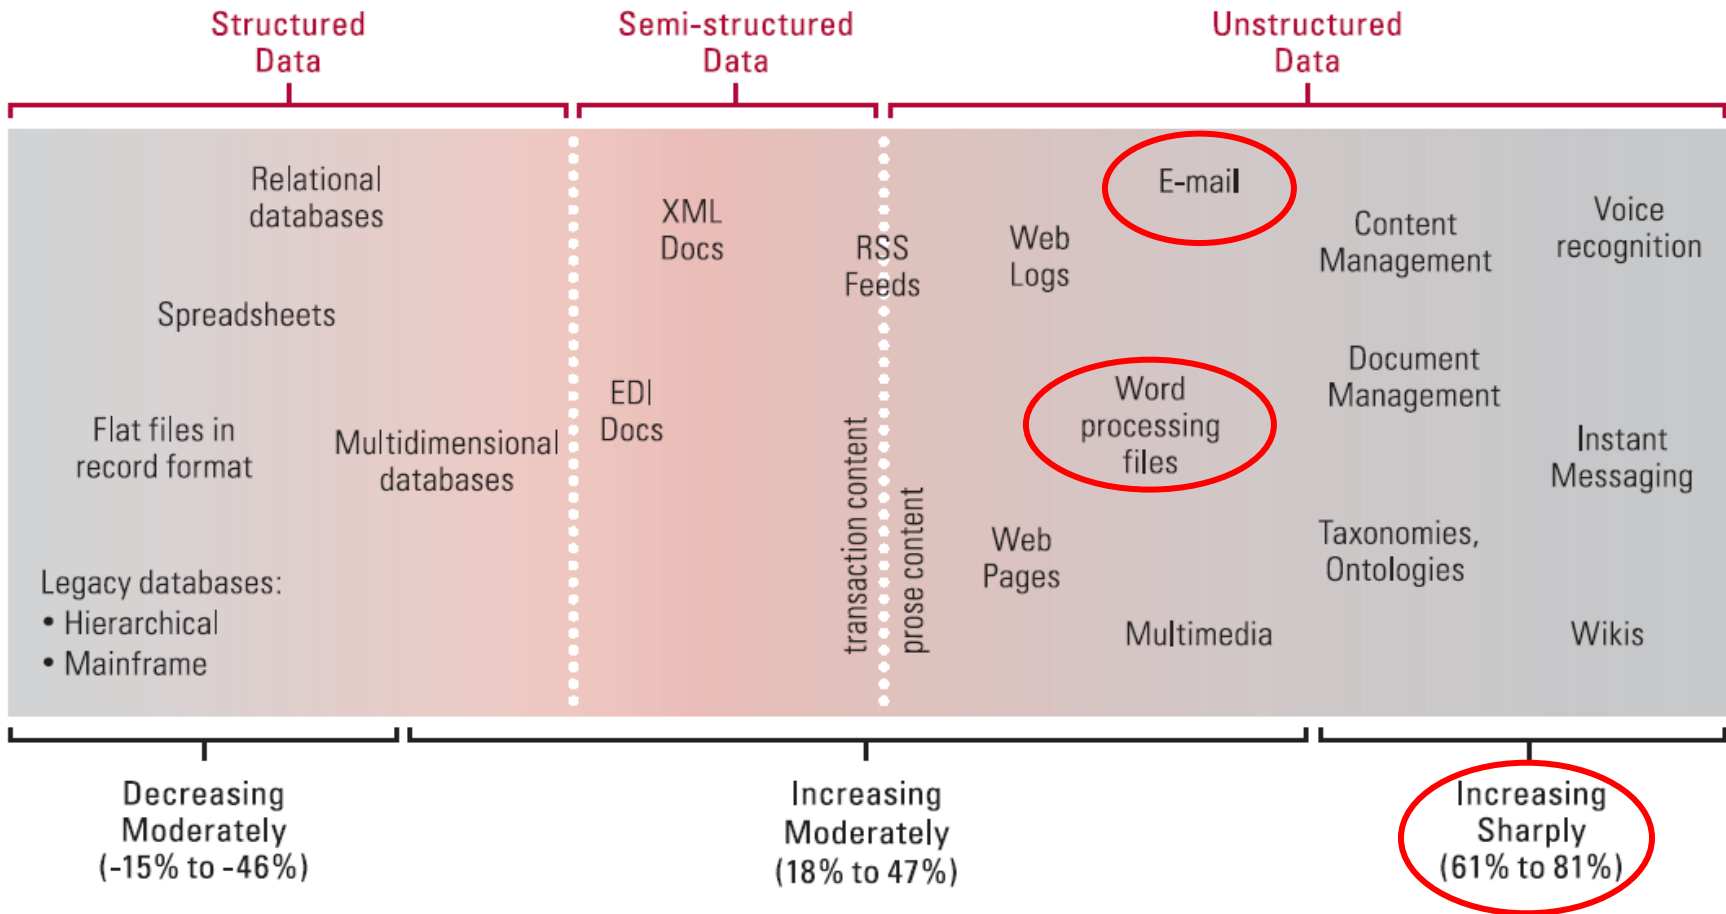 Structured
Data
Semi-structured
Data
Unstructured
Data
Relational
databases
Spreadsheets
Flat files in
record format
Multidimensional
databases
Legacy databases:
• Hierarchical
• Mainframe
XML
Docs
EDI
Docs
RSS
Feeds
transaction content
prose content
Web
Logs
E-mail
Word
processing
files
Web
Pages
Multimedia
Content
Management
Document
Management
Taxonomies,
Ontologies
Voice
recognition
Instant
Messaging
Wikis
Decreasing
Moderately
(-15% to -46%)
Increasing
Moderately
(18% to 47%)
Increasing
Sharply
(61% to 81%)